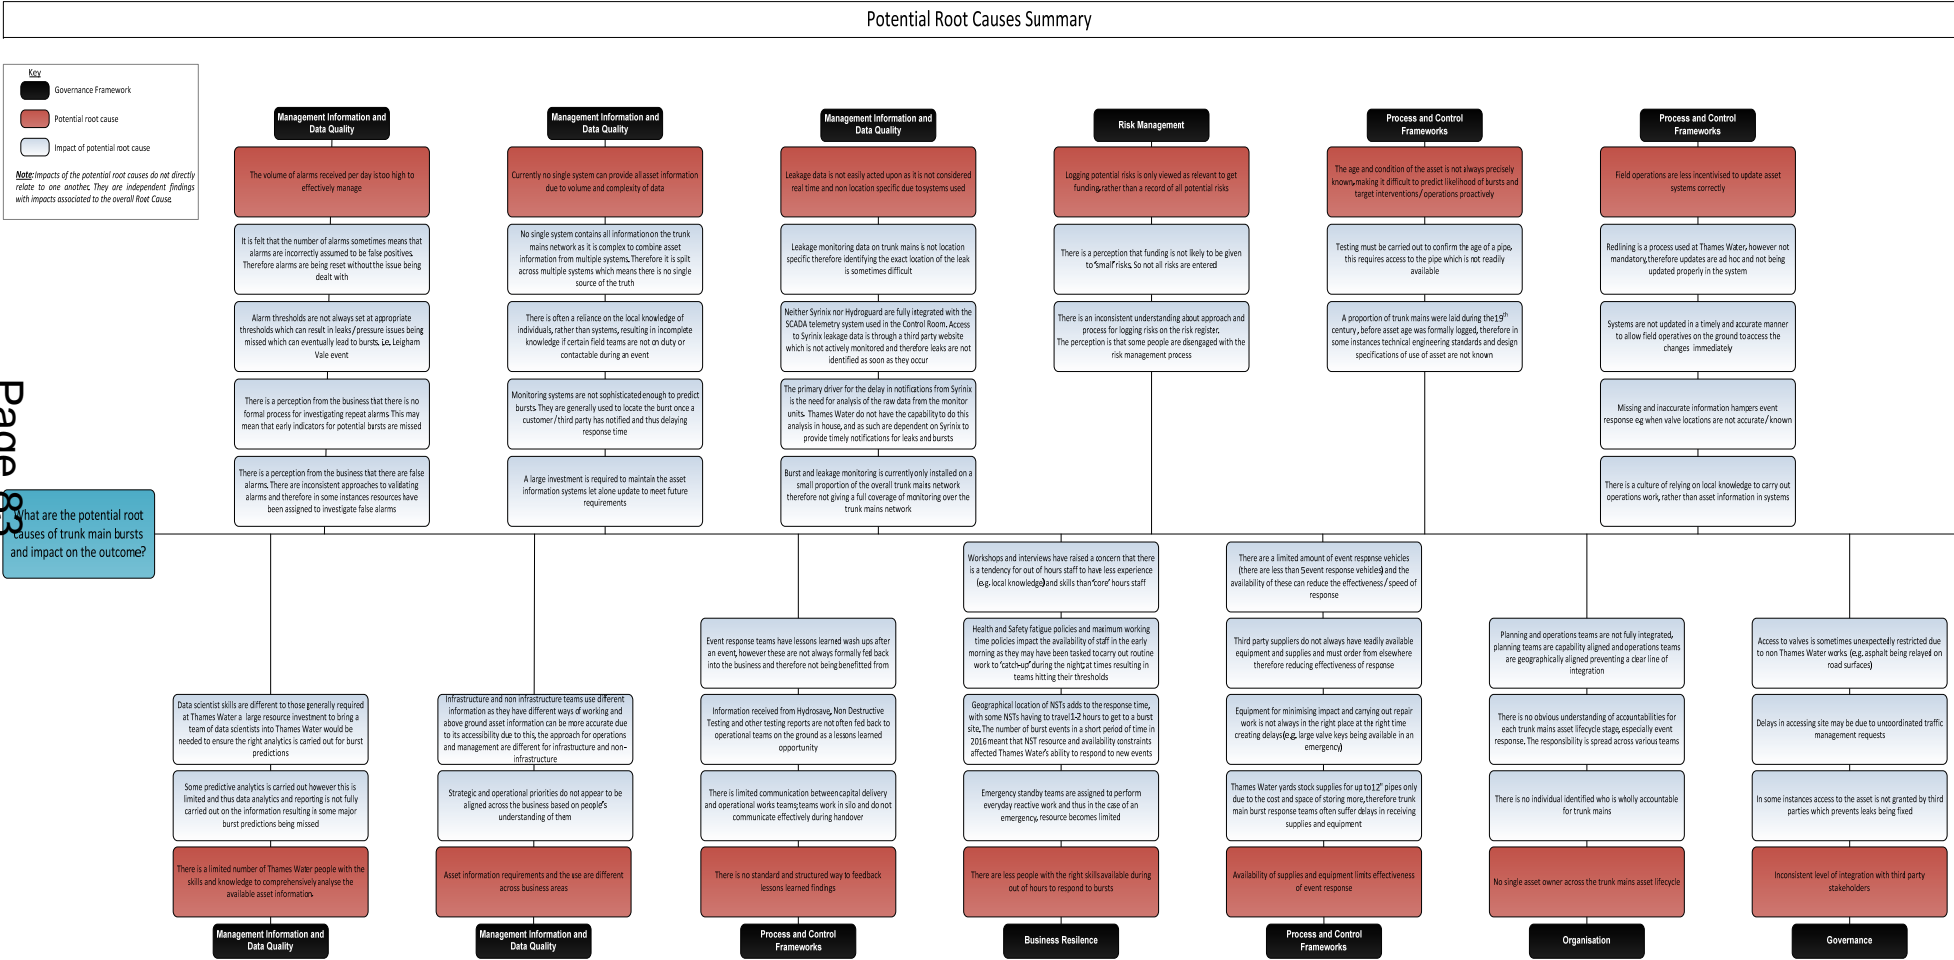 Potential Root Causes Summary
Key
Governance Framework
Potential root cause
Impact of potential root cause
Note: Impacts of the potential root causes do not directly
relate to one another. They are independent findings
with impacts associated to the overall Root Cause.
Management Information and
Data Quality
The volume of alarms received per day is too high to
effectively manage
It is felt that the number of alarms sometimes means that
alarms are incorrectly assumed to be false positives.
Therefore alarms are being reset without the issue being
dealt with
Alarm thresholds are not always set at appropriate
thresholds which can result in leaks/pressure issues being
missed which can eventually lead to bursts, i.e. Leigham
Vale event
There is a perception from the business that there is no
formal process for investigating repeat alarms. This may
mean that early indicators for potential bursts are missed
There is a perception from the business that there are false
alarms. There are inconsistent approaches to validating
alarms and therefore in some instances resources have
been assigned to investigate false alarms
Management Information and
Data Quality
Currently no single system can provide all asset information
due to volume and complexity of data
No single system contains all information on the trunk
mains network as it is complex to combine asset
information from multiple systems. Therefore it is spilt
across multiple systems which means there is no single
source of the truth
There is often a reliance on the local knowledge of
individuals, rather than systems, resulting in incomplete
knowledge if certain field teams are not on duty or
contactable during an event
Monitoring systems are not sophisticated enough to predict
bursts. They are generally used to locate the burst once a
customer/third party has notified and thus delaying
response time
A large investment is required to maintain the asset
information systems let alone update to meet future
requirements
Management Information and
Data Quality
Leakage data is not easily acted upon as it is not considered
real time and non location specific due to systems used
Leakage monitoring data on trunk mains is not location
specific therefore identifying the exact location of the leak
is sometimes difficult
Neither Syrinix nor Hydroguard are fully integrated with the
SCADA telemetry system used in the Control Room. Access
to Syrinix leakage data is through a third party website
which is not actively monitored and therefore leaks are not
identified as soon as they occur
The primary driver for the delay in notifications from Syrinix
is the need for analysis of the raw data from the monitor
units. Thames Water do not have the capability to do this
analysis in house, and as such are dependent on Syrinix to
provide timely notifications for leaks and bursts
Burst and leakage monitoring is currently only installed on a
small proportion of the overall trunk mains network
therefore not giving a full coverage of monitoring over the
trunk mains network
Risk Management
Logging potential risks is only viewed as relevant to get
funding, rather than a record of all potential risks
There is a perception that funding is not likely to be given
to "small" risks. So not all risks are entered
There is an inconsistent understanding about approach and
process for logging risks on the risk register.
The perception is that some people are disengaged with the
risk management process
Process and Control
Frameworks
The age and condition of the asset is not always precisely
known, making it difficult to predict likelihood of bursts and
target interventions/operations proactively
Testing must be carried out to confirm the age of a pipe,
this requires access to the pipe which is not readily
available
A proportion of trunk mains were laid during the 19th
century, before asset age was formally logged, therefore in
some instances technical engineering standards and design
specifications of use of asset are not known
Process and Control
Frameworks
Field operations are less incentivised to update asset
systems correctly
Redlining is a process used at Thames Water, however not
mandatory, therefore updates are ad hoc and not being
updated properly in the system
Systems are not updated in a timely and accurate manner
to allow field operatives on the ground to access the
changes immediately
Missing and inaccurate information hampers event
response eg when valve locations are not accurate/known
There is a culture of relying on local knowledge to carry out
operations work, rather than asset information in systems
Page 83
What are the potential root
causes of trunk main bursts
and impact on the outcome?
Data scientist skills are different to those generally required
at Thames Water a large resource investment to bring a
team of data scientists into Thames Water would be
needed to ensure the right analytics is carried out for burst
predictions
Some predictive analytics is carried out however this is
limited and thus data analytics and reporting is not fully
carried out on the information resulting in some major
burst predictions being missed
There is a limited number of Thames Water people with the
skills and knowledge to comprehensively analyse the
available asset information.
Management Information and
Data Quality
Infrastructure and non infrastructure teams use different
information as they have different ways of working and
above ground asset information can be more accurate due
to its accessibility due to this, the approach for operations
and management are different for infrastructure and non-
infrastructure
Strategic and operational priorities do not appear to be
aligned across the business based on people's
understanding of them
Asset information requirements and the use are different
across business areas
Management Information and
Data Quality
Event response teams have lessons learned wash ups after
an event, however these are not always formally fed back
into the business and therefore not being benefitted from
Information received from Hydrosave, Non Destructive
Testing and other testing reports are not often fed back to
operational teams on the ground as a lessons learned
opportunity
There is limited communication between capital delivery
and operational works teams; teams work in silo and do not
communicate effectively during handover
There is no standard and structured way to feedback
lessons learned findings
Process and Control
Frameworks
Workshops and interviews have raised a concern that there
is a tendency for out of hours staff to have less experience
(e.g. local knowledge) and skills than 'core' hours staff
Health and Safety fatigue policies and maximum working
time policies impact the availability of staff in the early
morning as they may have been tasked to carry out routine
work to 'catch-up' during the night; at times resulting in
teams hitting their thresholds
Geographical location of NSTs adds to the response time,
with some NSTs having to travel 1-2 hours to get to a burst
site. The number of burst events in a short period of time in
2016 meant that NST resource and availability constraints
affected Thames Water's ability to respond to new events
Emergency standby teams are assigned to perform
everyday reactive work and thus in the case of an
emergency, resource becomes limited
There are less people with the right skills available during
out of hours to respond to bursts
Business Resilence
There are a limited amount of event response vehicles
(there are less than 5 event response vehicles) and the
availability of these can reduce the effectiveness/speed of
response
Third party suppliers do not always have readily available
equipment and supplies and must order from elsewhere
therefore reducing effectiveness of response
Equipment for minimising impact and carrying out repair
work is not always in the right place at the right time
creating delays (e.g. large valve keys being available in an
emergency)
Thames Water yards stock supplies for up to 12" pipes only
due to the cost and space of storing more, therefore trunk
main burst response teams often suffer delays in receiving
supplies and equipment
Availability of supplies and equipment limits effectiveness
of event response
Process and Control
Frameworks
Planning and operations teams are not fully integrated,
planning teams are capability aligned and operations teams
are geographically aligned preventing a clear line of
integration
There is no obvious understanding of accountabilities for
each trunk mains asset lifecycle stage, especially event
response. The responsibility is spread across various teams
There is no individual identified who is wholly accountable
for trunk mains
No single asset owner across the trunk mains asset lifecycle
Organisation
Access to valves is sometimes unexpectedly restricted due
to non Thames Water works (e.g. asphalt being relayed on
road surfaces)
Delays in accessing site may be due to uncoordinated traffic
management requests
In some instances access to the asset is not granted by third
parties which prevents leaks being fixed
Inconsistent level of integration with third party
stakeholders
Governance